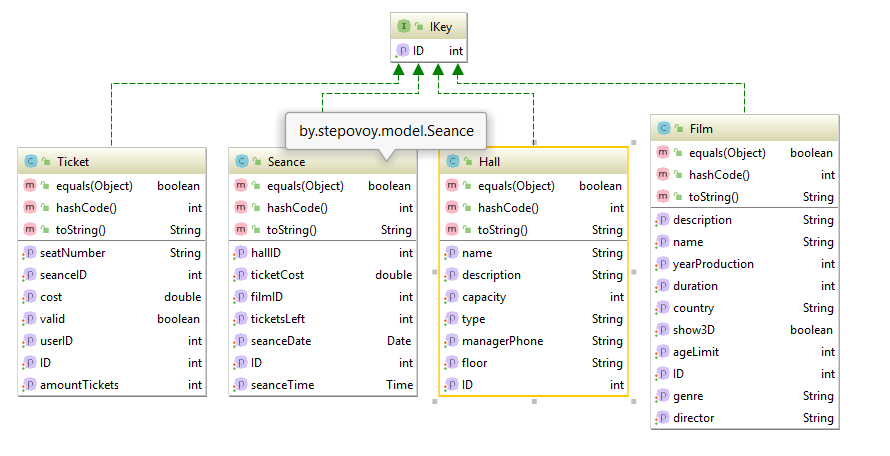 I IKey
p ID int
by.stepovoy.model.Seance
C Ticket
m equals(Object) boolean
m hashCode() int
m toString() String
p seatNumber String
p seanceID int
p cost double
p valid boolean
p userID int
p ID int
p amountTickets int
C Seance
m equals(Object) boolean
m hashCode() int
m toString() String
p hallID int
p ticketCost double
p filmID int
p ticketsLeft int
p seanceDate Date
p ID int
p seanceTime Time
C Hall
m equals(Object) boolean
m hashCode() int
m toString() String
p name String
p description String
p capacity int
p type String
p managerPhone String
p floor String
p ID int
C Film
m equals(Object) boolean
m hashCode() int
m toString() String
p description String
p name String
p yearProduction int
p duration int
p country String
p show3D boolean
p ageLimit int
p ID int
p genre String
p director String